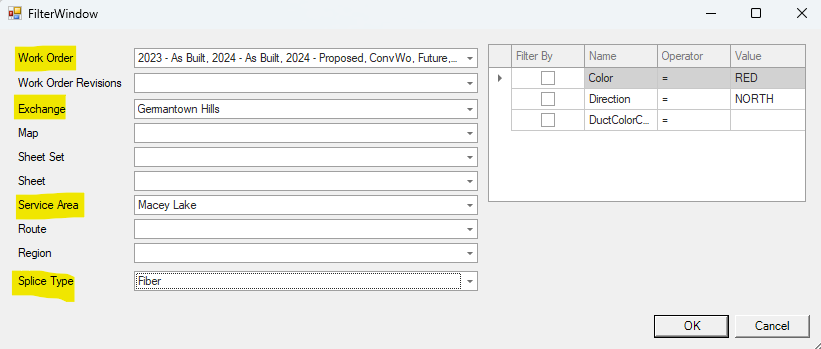 FilterWindow
Work Order 2023 - As Built, 2024 - As Built, 2024 - Proposed, ConvWo, Future,...
Work Order Revisions
Exchange Germantown Hills
Map
Sheet Set
Sheet
Service Area Macey Lake
Route
Region
Splice Type Fiber
Filter By Name Operator Value
Color = RED
Direction = NORTH
DuctColorC... =
OK Cancel